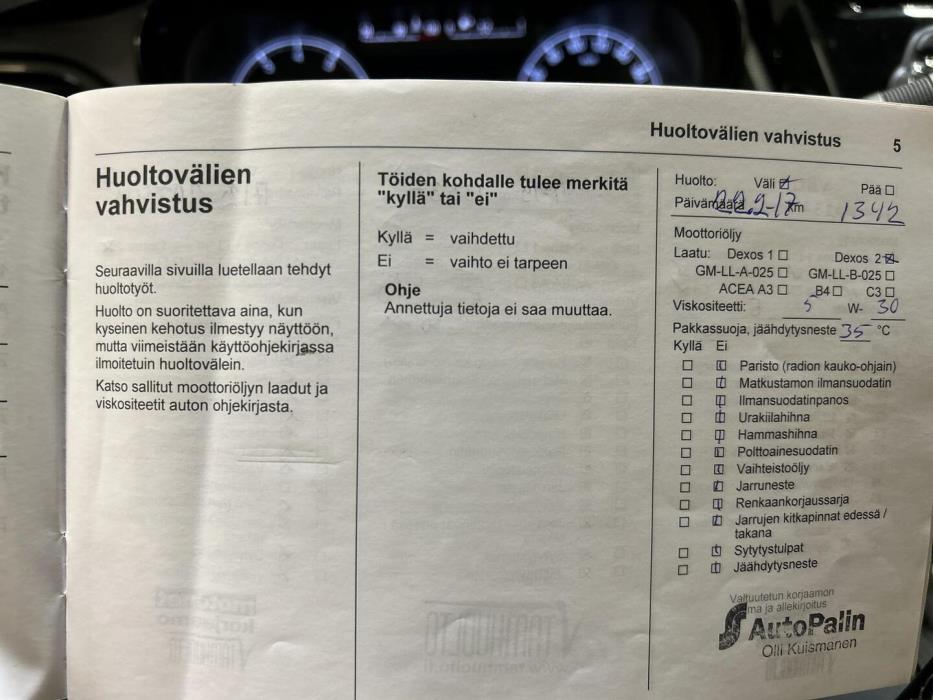 Huoltovälien vahvistus 5
Huoltovälien
vahvistus
Seuraavilla sivuilla luetellaan tehdyt
huoltotyöt.
Huolto on suoritettava aina, kun
kyseinen kehotus ilmestyy näyttöön,
mutta viimeistään käyttöohjekirjassa
ilmoitetuin huoltovälein.
Katso sallitut moottoriöljyn laadut ja
viskositeetit auton ohjekirjasta.
Töiden kohdalle tulee merkitä
"kyllä" tai "ei"
Kyllä = vaihdettu
Ei = vaihto ei tarpeen
Ohje
Annettuja tietoja ei saa muuttaa.
Huolto: Väli ☑ Pää ☐
Päivämäärä 22.2-17 km 1342
Moottoriöljy
Laatu: Dexos 1 ☐ Dexos 2 ☒
GM-LL-A-025 ☐ GM-LL-B-025 ☐
ACEA A3 ☐ B4 ☐ C3 ☐
Viskositeetti: 5 W- 30
Pakkassuoja, jäähdytysneste 35 °C
Kyllä Ei
Paristo (radion kauko-ohjain)
Matkustamon ilmansuodatin
Ilmansuodatinpanos
Urakiilahihna
Hammashihna
Polttoainesuodatin
Vaihteistoöljy
Jarruneste
Renkaankorjaussarja
Jarrujen kitkapinnat edessä /
takana
Sytytystulpat
Jäähdytysneste
Valtuutetun korjaamon
ma ja allekirjoitus
AutoPalin
Olli Kuismanen